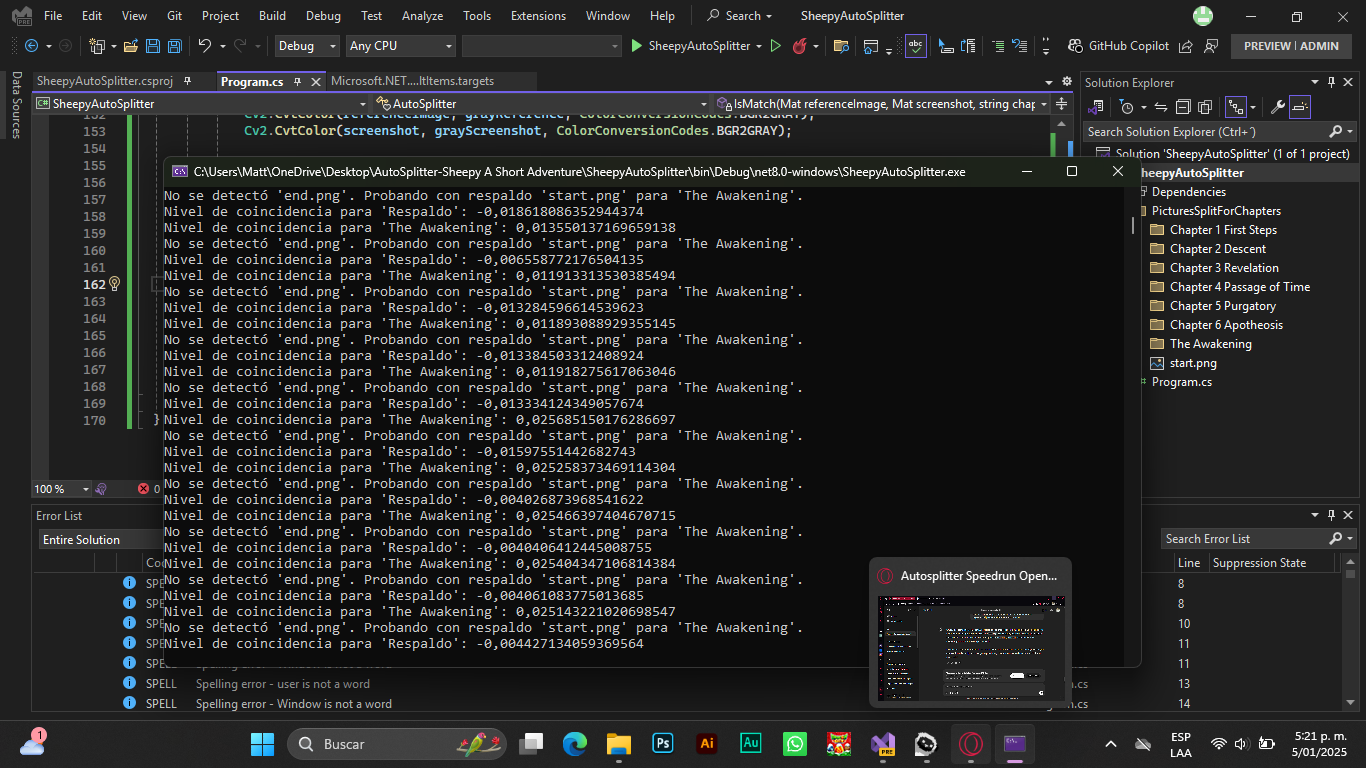 File Edit View Git Project Build Debug Test Analyze Tools Extensions Window Help Search SheepyAutoSplitter
Debug Any CPU SheepyAutoSplitter GitHub Copilot PREVIEW | ADMIN
Data Sources
SheepyAutoSplitter.csproj Program.cs Microsoft.NET....ltItems.targets
SheepyAutoSplitter AutoSplitter IsMatch(Mat referenceImage, Mat screenshot, string chap
152 Cv2.CvtColor(referenceImage, grayReference, ColorConversionCodes.BGR2GRAY);
153 Cv2.CvtColor(screenshot, grayScreenshot, ColorConversionCodes.BGR2GRAY);
154
155
156
157
158
159
160
161
162
163
164
165
166
167
168
169
170 }
C:\Users\Matt\OneDrive\Desktop\AutoSplitter-Sheepy A Short Adventure\SheepyAutoSplitter\bin\Debug\net8.0-windows\SheepyAutoSplitter.exe
No se detectó 'end.png'. Probando con respaldo 'start.png' para 'The Awakening'.
Nivel de coincidencia para 'Respaldo': -0,018618086352944374
Nivel de coincidencia para 'The Awakening': 0,013550137169659138
No se detectó 'end.png'. Probando con respaldo 'start.png' para 'The Awakening'.
Nivel de coincidencia para 'Respaldo': -0,006558772176504135
Nivel de coincidencia para 'The Awakening': 0,011913313530385494
No se detectó 'end.png'. Probando con respaldo 'start.png' para 'The Awakening'.
Nivel de coincidencia para 'Respaldo': -0,013284596614539623
Nivel de coincidencia para 'The Awakening': 0,011893088929355145
No se detectó 'end.png'. Probando con respaldo 'start.png' para 'The Awakening'.
Nivel de coincidencia para 'Respaldo': -0,013384503312408924
Nivel de coincidencia para 'The Awakening': 0,011918275617063046
No se detectó 'end.png'. Probando con respaldo 'start.png' para 'The Awakening'.
Nivel de coincidencia para 'Respaldo': -0,013334124349057674
Nivel de coincidencia para 'The Awakening': 0,025685150176286697
No se detectó 'end.png'. Probando con respaldo 'start.png' para 'The Awakening'.
Nivel de coincidencia para 'Respaldo': -0,01597551442682743
Nivel de coincidencia para 'The Awakening': 0,025258373469114304
No se detectó 'end.png'. Probando con respaldo 'start.png' para 'The Awakening'.
Nivel de coincidencia para 'Respaldo': -0,004026873968541622
Nivel de coincidencia para 'The Awakening': 0,025466397404670715
No se detectó 'end.png'. Probando con respaldo 'start.png' para 'The Awakening'.
Nivel de coincidencia para 'Respaldo': -0,0040406412445008755
Nivel de coincidencia para 'The Awakening': 0,025404347106814384
No se detectó 'end.png'. Probando con respaldo 'start.png' para 'The Awakening'.
Nivel de coincidencia para 'Respaldo': -0,004061083775013685
Nivel de coincidencia para 'The Awakening': 0,025143221020698547
No se detectó 'end.png'. Probando con respaldo 'start.png' para 'The Awakening'.
Nivel de coincidencia para 'Respaldo': -0,004427134059369564
Solution Explorer
Search Solution Explorer (Ctrl+´)
Solution 'SheepyAutoSplitter' (1 of 1 project)
heepyAutoSplitter
Dependencies
PicturesSplitForChapters
Chapter 1 First Steps
Chapter 2 Descent
Chapter 3 Revelation
Chapter 4 Passage of Time
Chapter 5 Purgatory
Chapter 6 Apotheosis
The Awakening
start.png
Program.cs
100 % 0
Error List
Entire Solution Search Error List
Co Line Suppression State
SPE 8
SPE 8
SPE 10
SPE 11
SPE 11
SPELL Spelling error - user is not a word n.cs 13
SPELL Spelling error - Window is not a word n.cs 14
Autosplitter Speedrun Open...
1 Buscar PRE ESP LAA 5:21 p. m. 5/01/2025